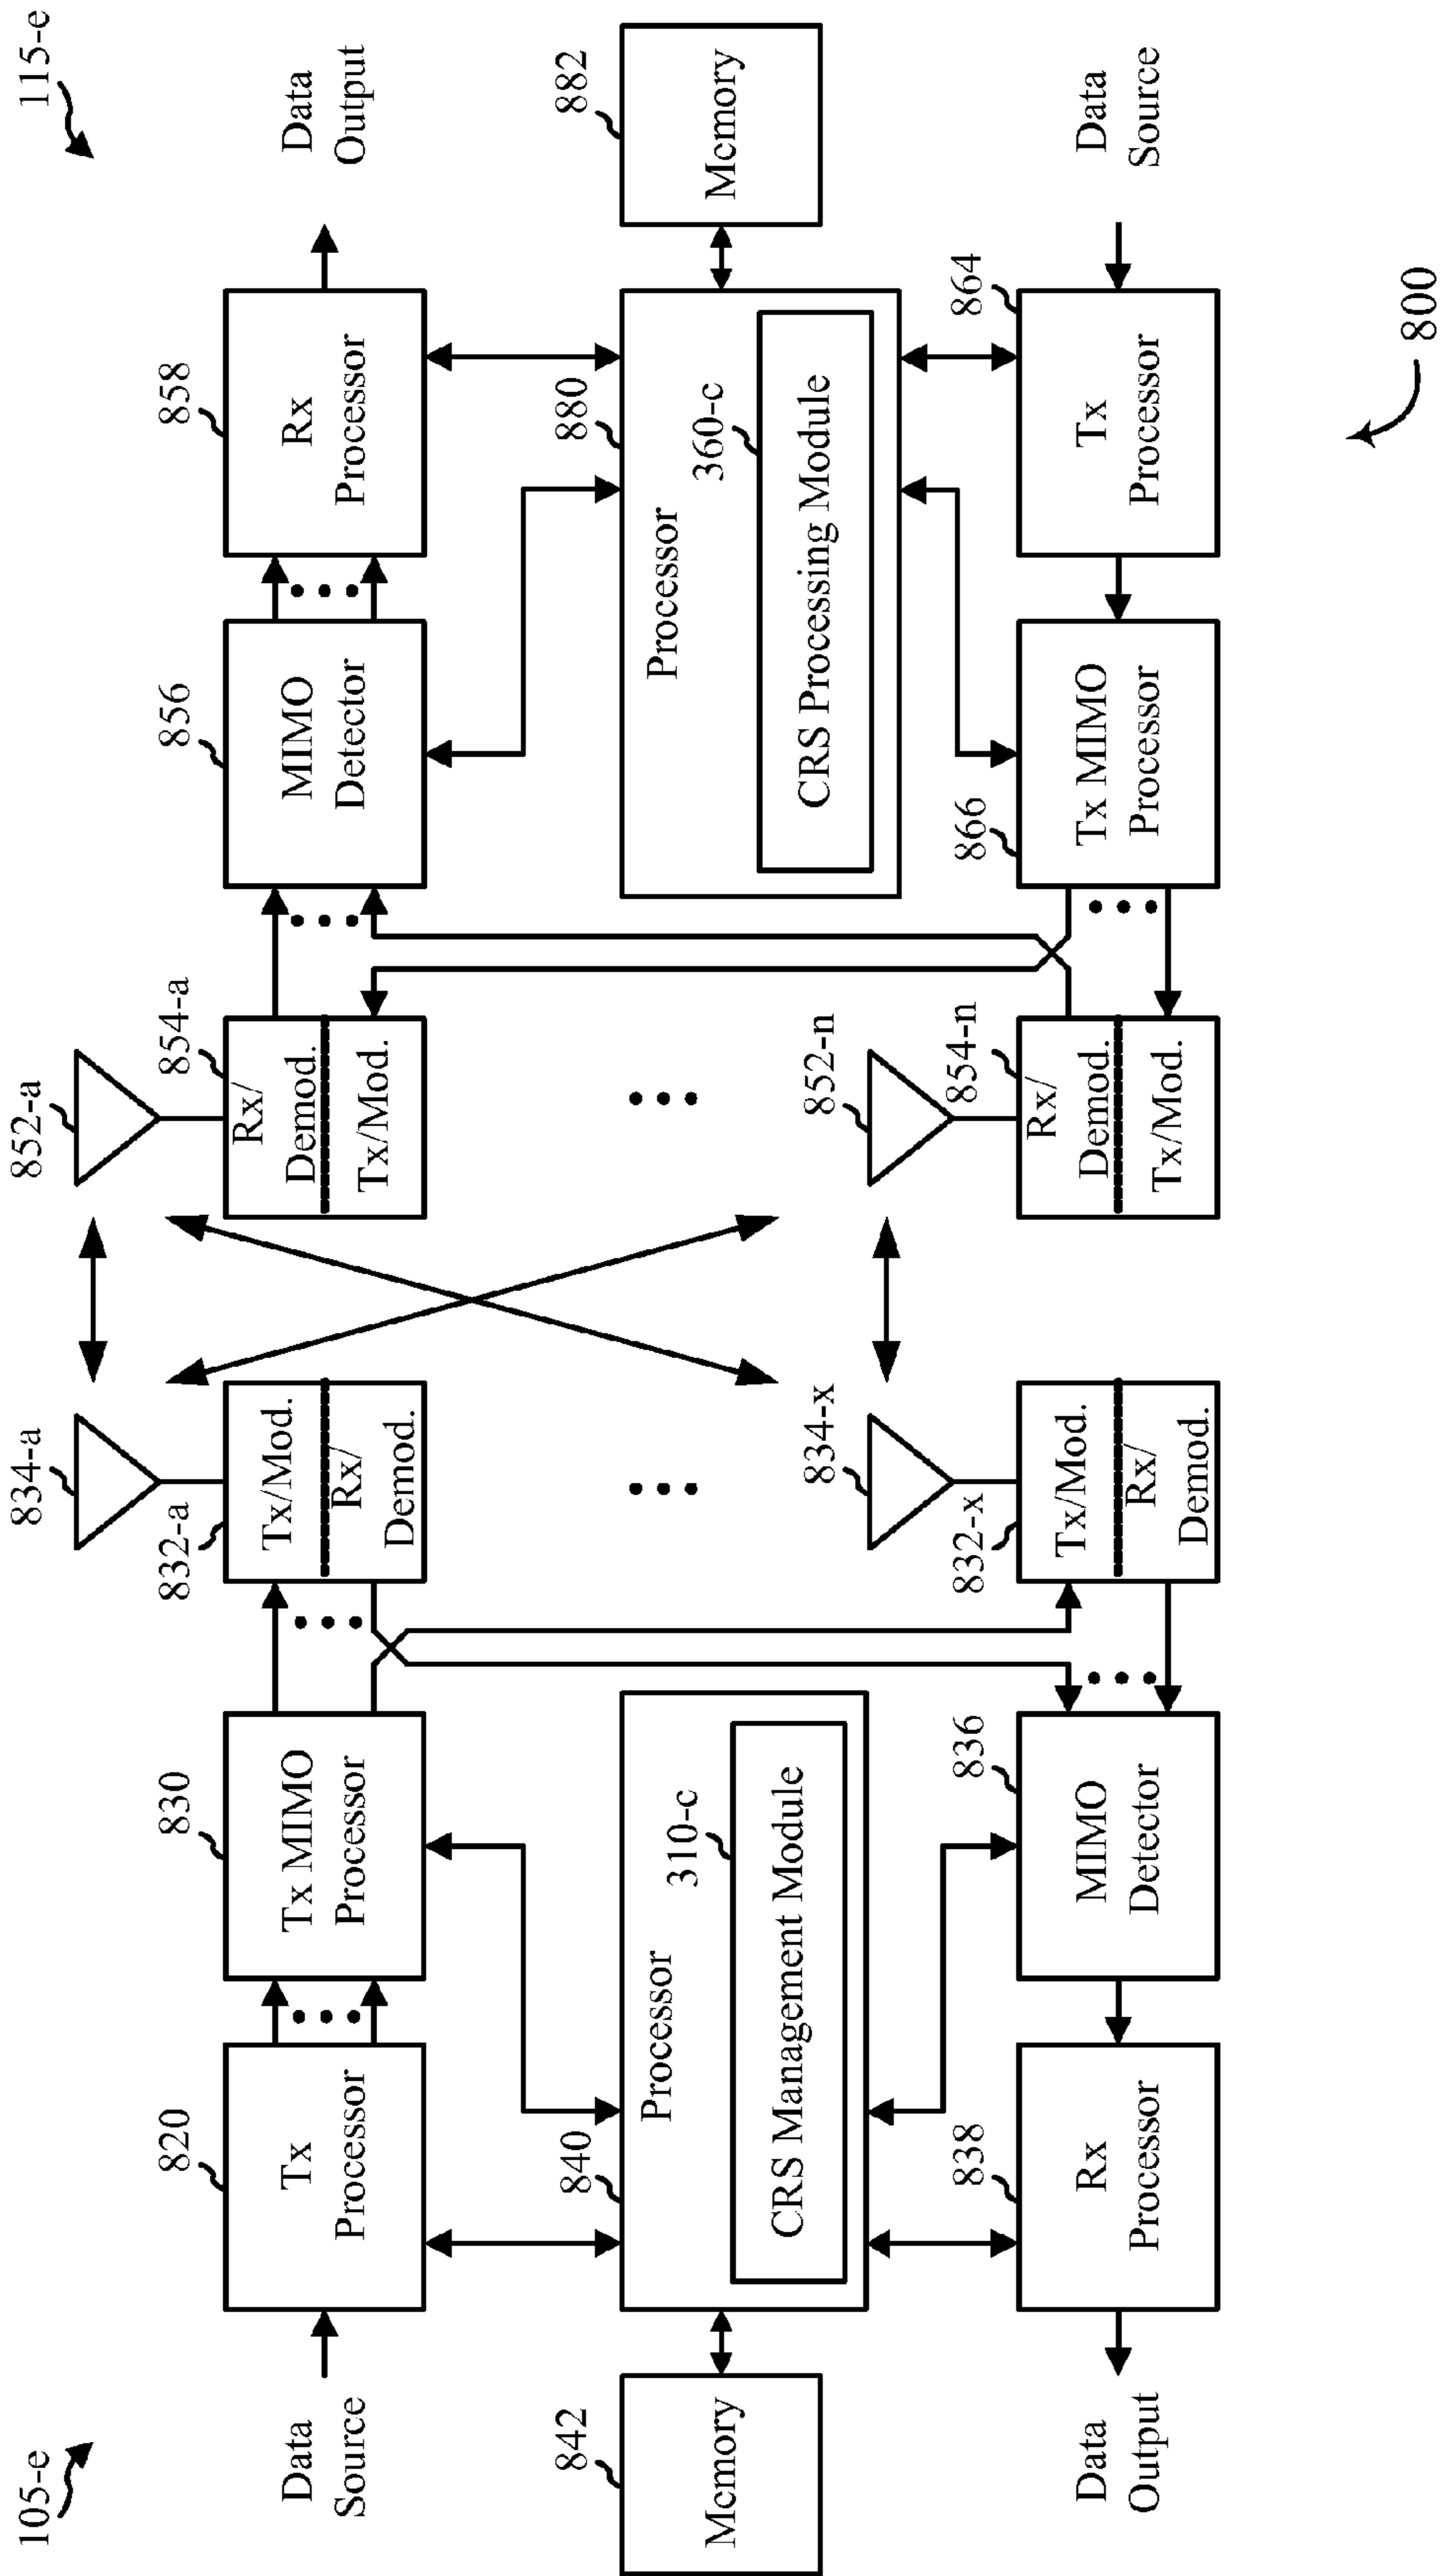 105-e
115-e
834-a
852-a
820
830
832-a
854-a
856
858
Data
Source
Tx
Processor
Tx MIMO
Processor
Tx/Mod.
Rx/
Demod.
Rx/
Demod.
Tx/Mod.
MIMO
Detector
Rx
Processor
Data
Output
842
840
880
882
Memory
Processor
310-c
CRS Management Module
Processor
360-c
CRS Processing Module
Memory
834-x
852-n
838
836
832-x
854-n
866
864
Data
Output
Rx
Processor
MIMO
Detector
Tx/Mod.
Rx/
Demod.
Rx/
Demod.
Tx/Mod.
Tx MIMO
Processor
Tx
Processor
Data
Source
800